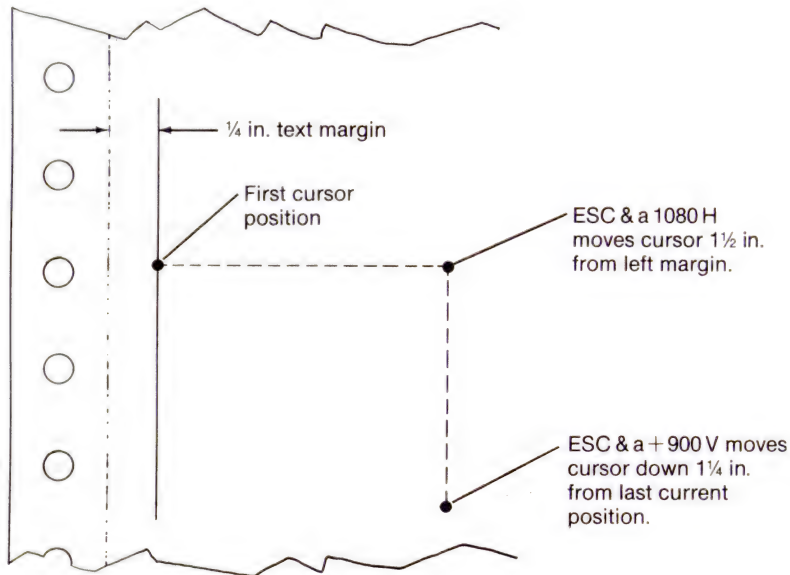 ¼ in. text margin
First cursor
position
ESC & a 1080 H
moves cursor 1½ in.
from left margin.
ESC & a + 900 V moves
cursor down 1¼ in.
from last current
position.